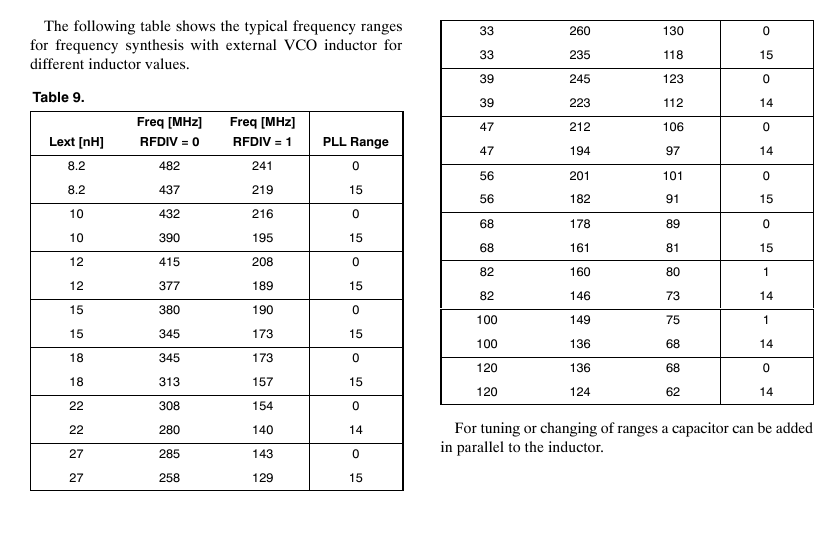 The following table shows the typical frequency ranges
for frequency synthesis with external VCO inductor for
different inductor values.
Table 9.
Freq [MHz] Freq [MHz]
Lext [nH] RFDIV = 0 RFDIV = 1 PLL Range
8.2 482 241 0
8.2 437 219 15
10 432 216 0
10 390 195 15
12 415 208 0
12 377 189 15
15 380 190 0
15 345 173 15
18 345 173 0
18 313 157 15
22 308 154 0
22 280 140 14
27 285 143 0
27 258 129 15
33 260 130 0
33 235 118 15
39 245 123 0
39 223 112 14
47 212 106 0
47 194 97 14
56 201 101 0
56 182 91 15
68 178 89 0
68 161 81 15
82 160 80 1
82 146 73 14
100 149 75 1
100 136 68 14
120 136 68 0
120 124 62 14
For tuning or changing of ranges a capacitor can be added
in parallel to the inductor.